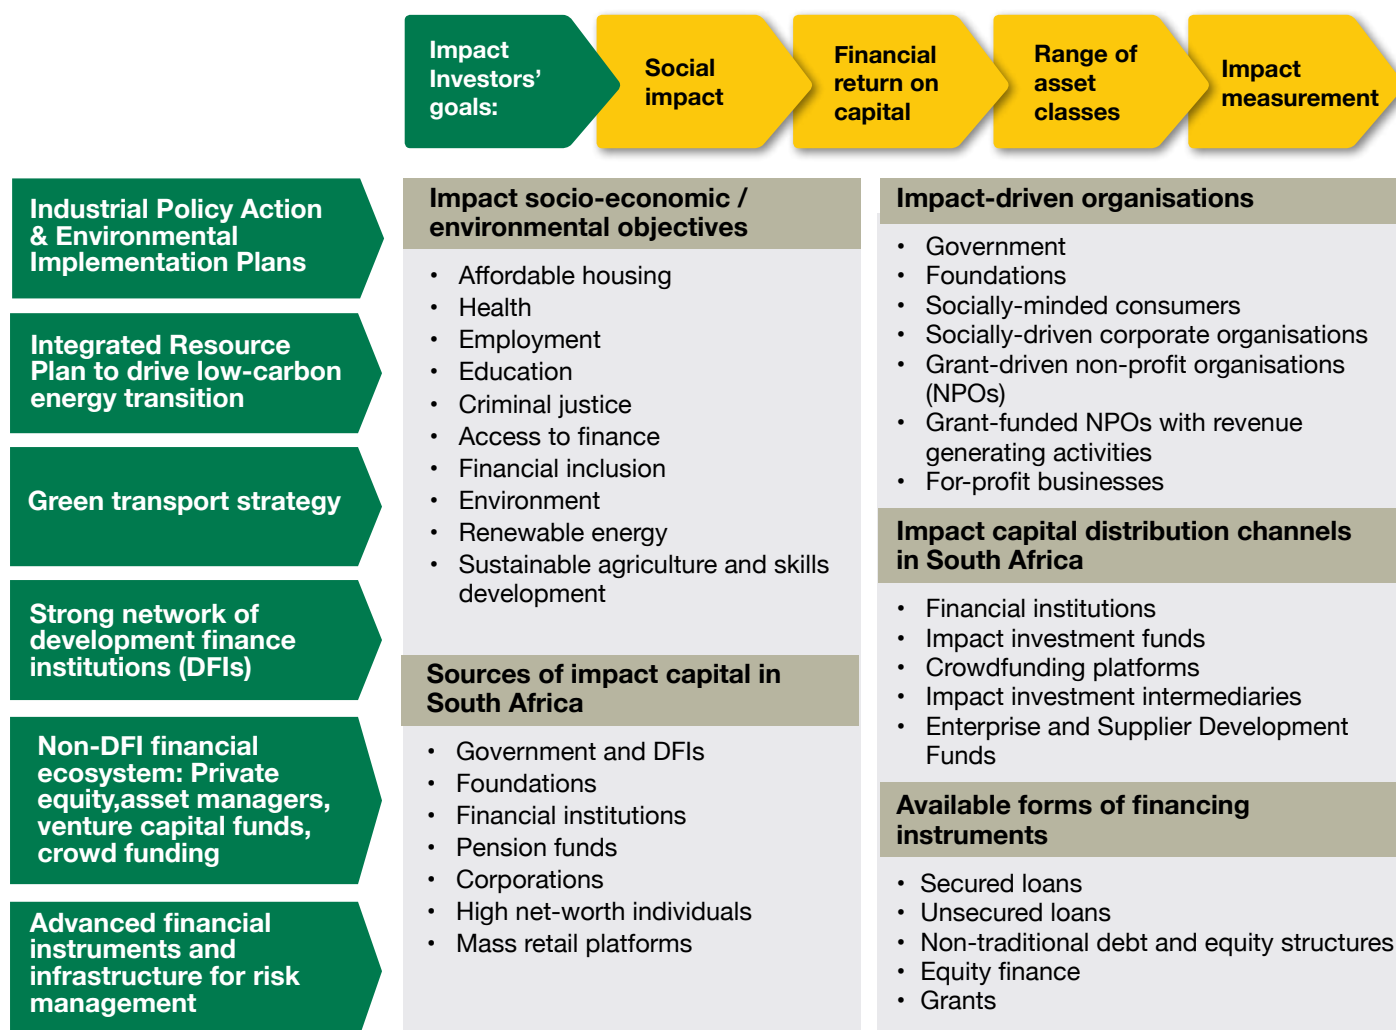 Impact
Investors’
goals:
Social
impact
Financial
return on
capital
Range of
asset
classes
Impact
measurement
Industrial Policy Action
& Environmental
Implementation Plans
Integrated Resource
Plan to drive low-carbon
energy transition
Green transport strategy
Strong network of
development finance
institutions (DFIs)
Non-DFI financial
ecosystem: Private
equity,asset managers,
venture capital funds,
crowd funding
Advanced financial
instruments and
infrastructure for risk
management
Impact socio-economic /
environmental objectives
• Affordable housing
• Health
• Employment
• Education
• Criminal justice
• Access to finance
• Financial inclusion
• Environment
• Renewable energy
• Sustainable agriculture and skills
development
Sources of impact capital in
South Africa
• Government and DFIs
• Foundations
• Financial institutions
• Pension funds
• Corporations
• High net-worth individuals
• Mass retail platforms
Impact-driven organisations
• Government
• Foundations
• Socially-minded consumers
• Socially-driven corporate organisations
• Grant-driven non-profit organisations
(NPOs)
• Grant-funded NPOs with revenue
generating activities
• For-profit businesses
Impact capital distribution channels
in South Africa
• Financial institutions
• Impact investment funds
• Crowdfunding platforms
• Impact investment intermediaries
• Enterprise and Supplier Development
Funds
Available forms of financing
instruments
• Secured loans
• Unsecured loans
• Non-traditional debt and equity structures
• Equity finance
• Grants